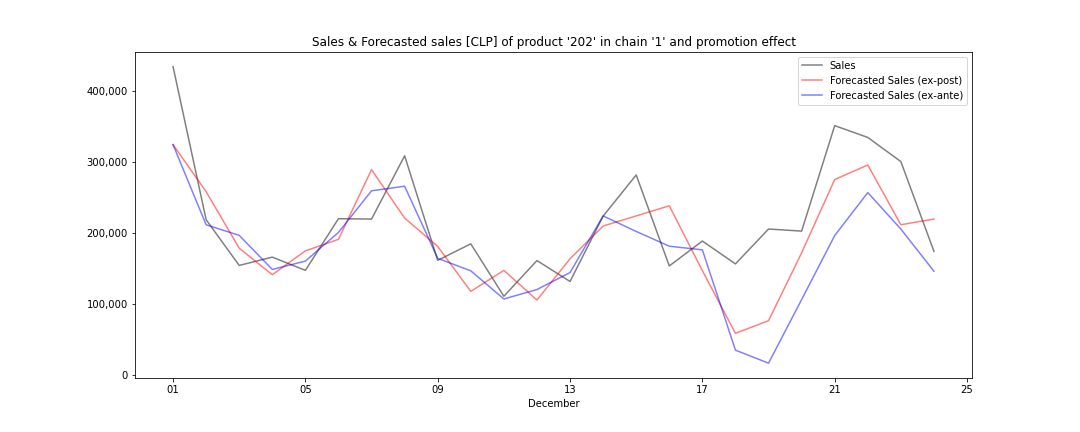 Sales & Forecasted sales [CLP] of product '202' in chain '1' and promotion effect
Sales
Forecasted Sales (ex-post)
Forecasted Sales (ex-ante)
400,000
300,000
200,000
100,000
0
01 05 09 13 17 21 25
December